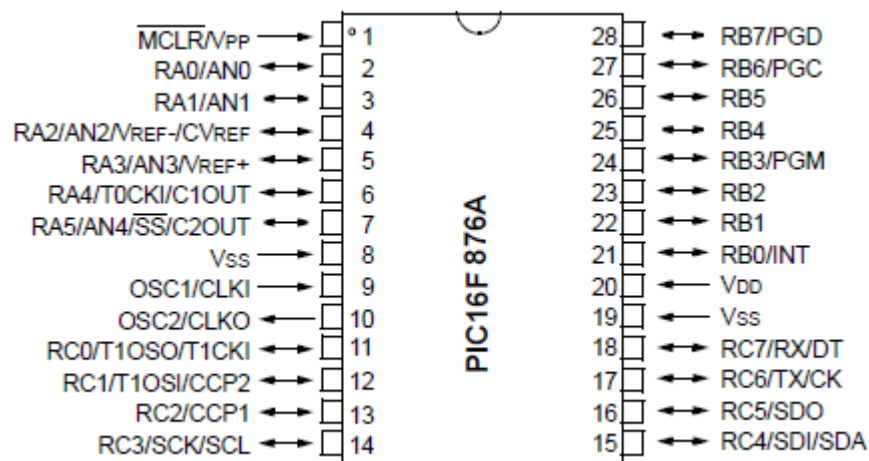 MCLR/VPP 1 28 RB7/PGD
RA0/AN0 2 27 RB6/PGC
RA1/AN1 3 26 RB5
RA2/AN2/VREF-/CVREF 4 25 RB4
RA3/AN3/VREF+ 5 24 RB3/PGM
RA4/T0CKI/C1OUT 6 23 RB2
RA5/AN4/SS/C2OUT 7 22 RB1
VSS 8 21 RB0/INT
OSC1/CLKI 9 20 VDD
OSC2/CLKO 10 19 VSS
RC0/T1OSO/T1CKI 11 18 RC7/RX/DT
RC1/T1OSI/CCP2 12 17 RC6/TX/CK
RC2/CCP1 13 16 RC5/SDO
RC3/SCK/SCL 14 15 RC4/SDI/SDA
PIC16F876A